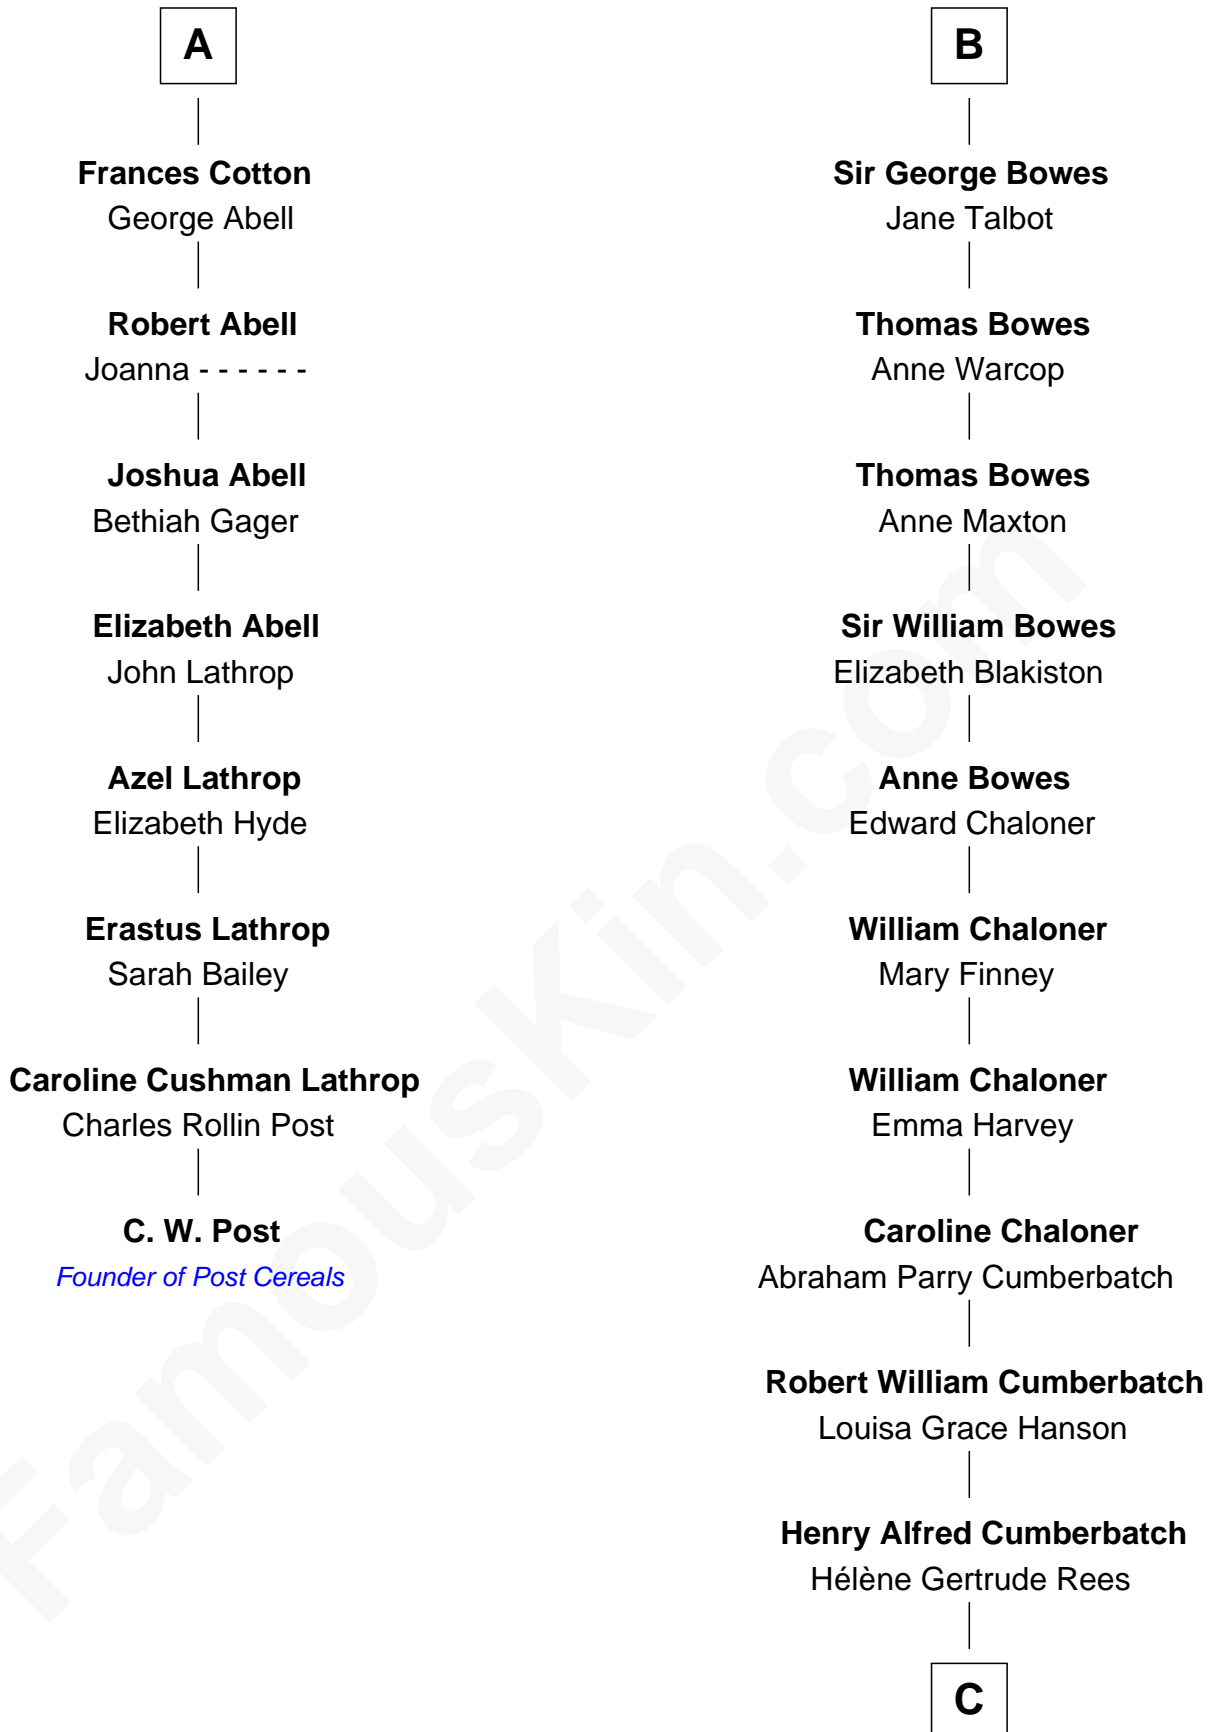 A
Frances Cotton
George Abell
Robert Abell
Joanna - - - - - -
Joshua Abell
Bethiah Gager
Elizabeth Abell
John Lathrop
Azel Lathrop
Elizabeth Hyde
Erastus Lathrop
Sarah Bailey
Caroline Cushman Lathrop
Charles Rollin Post
C. W. Post
Founder of Post Cereals
B
Sir George Bowes
Jane Talbot
Thomas Bowes
Anne Warcop
Thomas Bowes
Anne Maxton
Sir William Bowes
Elizabeth Blakiston
Anne Bowes
Edward Chaloner
William Chaloner
Mary Finney
William Chaloner
Emma Harvey
Caroline Chaloner
Abraham Parry Cumberbatch
Robert William Cumberbatch
Louisa Grace Hanson
Henry Alfred Cumberbatch
Hélène Gertrude Rees
C
FamousKin.com